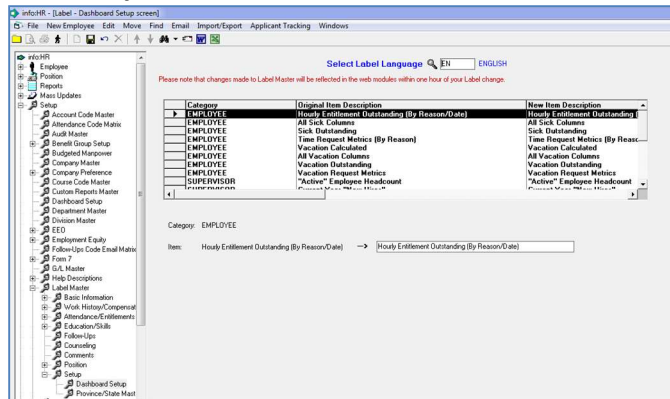 info:HR - [Label - Dashboard Setup screen]
File New Employee Edit Move Find Email Import/Export Applicant Tracking Windows
info:HR
Employee
Position
Reports
Mass Updates
Setup
Account Code Master
Attendance Code Matrix
Audit Master
Benefit Group Setup
Budgeted Manpower
Company Master
Company Preference
Course Code Master
Custom Reports Master
Dashboard Setup
Department Master
Division Master
EEO
Employment Equity
Follow-Ups Code Email Matrix
Form 7
G/L Master
Help Descriptions
Label Master
Basic Information
Work History/Compensat
Attendance/Entitlements
Education/Skills
Follow-Ups
Counseling
Comments
Position
Setup
Dashboard Setup
Province/State Mast
Select Label Language EN ENGLISH
Please note that changes made to Label Master will be reflected in the web modules within one hour of your Label change.
Category Original Item Description New Item Description
EMPLOYEE Hourly Entitlement Outstanding (By Reason/Date) Hourly Entitlement Outstanding (
EMPLOYEE All Sick Columns All Sick Columns
EMPLOYEE Sick Outstanding Sick Outstanding
EMPLOYEE Time Request Metrics (By Reason) Time Request Metrics (By Reasc
EMPLOYEE Vacation Calculated Vacation Calculated
EMPLOYEE All Vacation Columns All Vacation Columns
EMPLOYEE Vacation Outstanding Vacation Outstanding
EMPLOYEE Vacation Request Metrics Vacation Request Metrics
SUPERVISOR "Active" Employee Headcount "Active" Employee Headcount
Category: EMPLOYEE
Item: Hourly Entitlement Outstanding (By Reason/Date) --> Hourly Entitlement Outstanding (By Reason/Date)